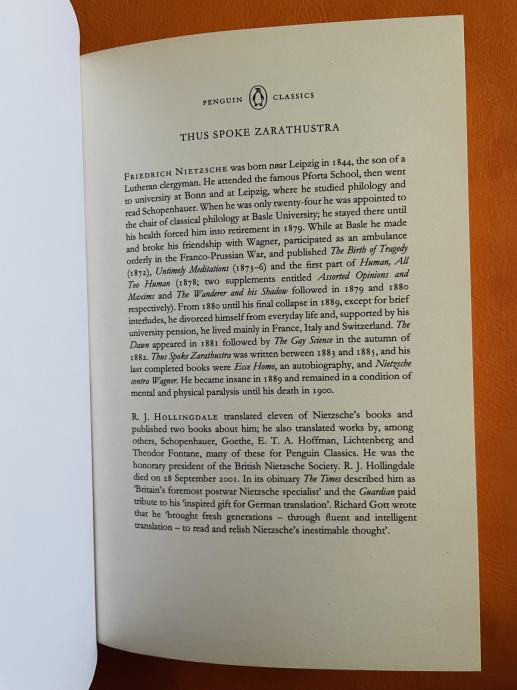 PENGUIN CLASSICS
THUS SPOKE ZARATHUSTRA
FRIEDRICH NIETZSCHE was born near Leipzig in 1844, the son of a
Lutheran clergyman. He attended the famous Pforta School, then went
to university at Bonn and at Leipzig, where he studied philology and
read Schopenhauer. When he was only twenty-four he was appointed to
the chair of classical philology at Basle University; he stayed there until
his health forced him into retirement in 1879. While at Basle he made
and broke his friendship with Wagner, participated as an ambulance
orderly in the Franco-Prussian War, and published The Birth of Tragedy
(1872), Untimely Meditations (1873–6) and the first part of Human, All
Too Human (1878; two supplements entitled Assorted Opinions and
Maxims and The Wanderer and his Shadow followed in 1879 and 1880
respectively). From 1880 until his final collapse in 1889, except for brief
interludes, he divorced himself from everyday life and, supported by his
university pension, he lived mainly in France, Italy and Switzerland. The
Dawn appeared in 1881 followed by The Gay Science in the autumn of
1882. Thus Spoke Zarathustra was written between 1883 and 1885, and his
last completed books were Ecce Homo, an autobiography, and Nietzsche
contra Wagner. He became insane in 1889 and remained in a condition of
mental and physical paralysis until his death in 1900.
R. J. HOLLINGDALE translated eleven of Nietzsche's books and
published two books about him; he also translated works by, among
others, Schopenhauer, Goethe, E. T. A. Hoffman, Lichtenberg and
Theodor Fontane, many of these for Penguin Classics. He was the
honorary president of the British Nietzsche Society. R. J. Hollingdale
died on 28 September 2001. In its obituary The Times described him as
'Britain's foremost postwar Nietzsche specialist' and the Guardian paid
tribute to his 'inspired gift for German translation'. Richard Gott wrote
that he 'brought fresh generations – through fluent and intelligent
translation – to read and relish Nietzsche's inestimable thought'.